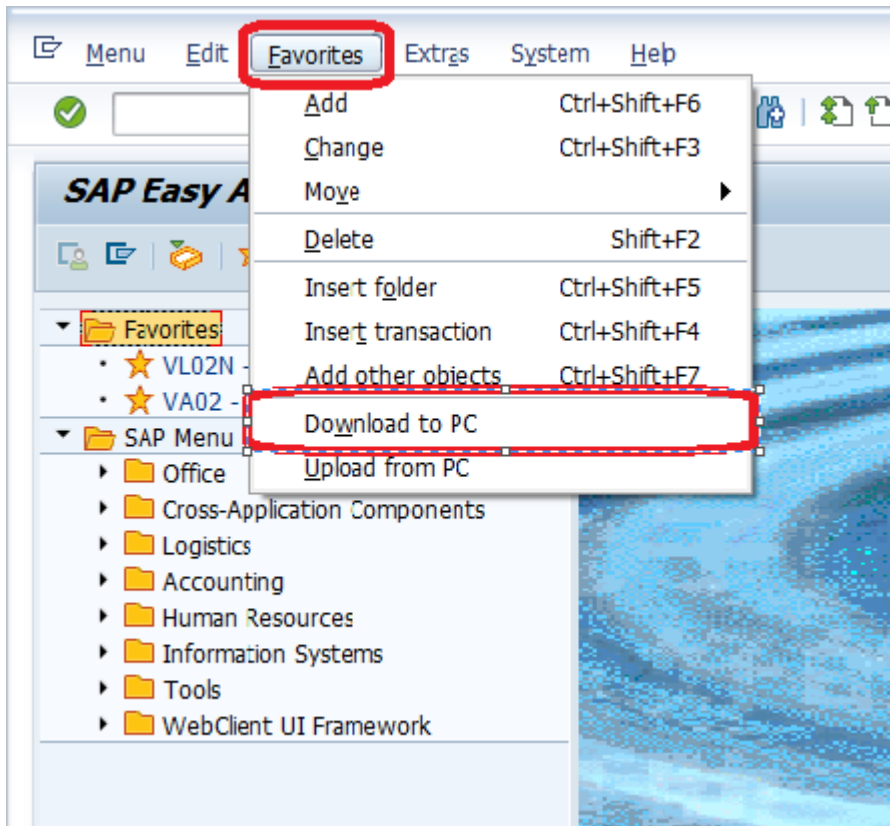 Menu Edit Favorites Extras System Help
Add Ctrl+Shift+F6
Change Ctrl+Shift+F3
Move
SAP Easy A
Delete Shift+F2
Insert folder Ctrl+Shift+F5
Favorites
Insert transaction Ctrl+Shift+F4
VL02N -
Add other objects Ctrl+Shift+F7
VA02 -
Download to PC
SAP Menu
Upload from PC
Office
Cross-Application Components
Logistics
Accounting
Human Resources
Information Systems
Tools
WebClient UI Framework